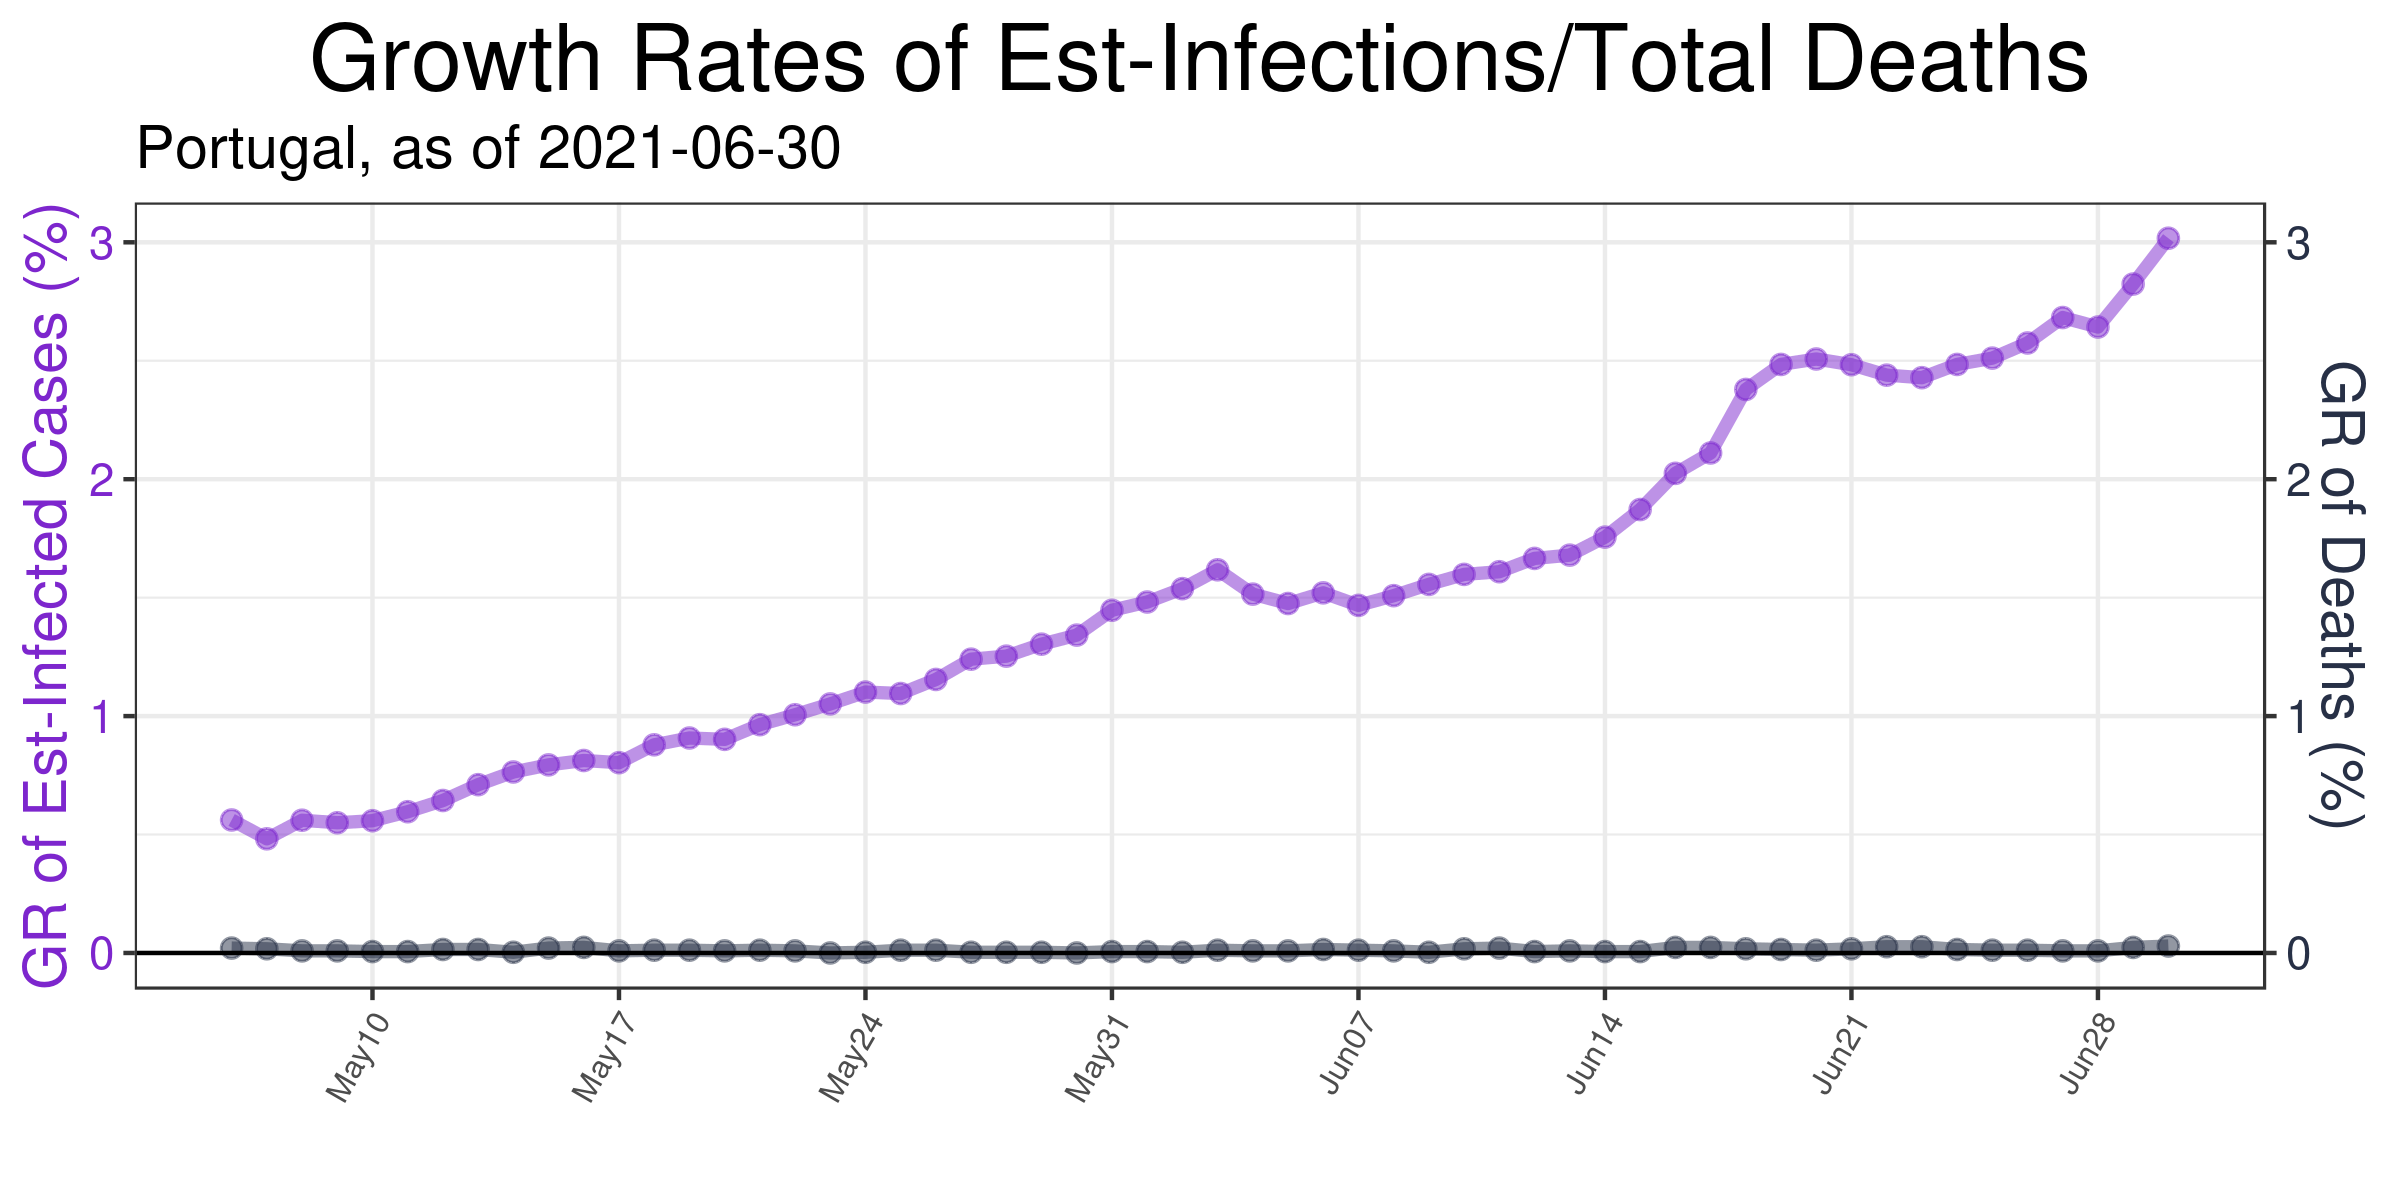 Growth Rates of Est-Infections/Total Deaths
Portugal, as of 2021-06-30
GR of Est-Infected Cases (%)
3
2
1
0
3
2
1
0
GR of Deaths (%)
May10
May17
May24
May31
Jun07
Jun14
Jun21
Jun28